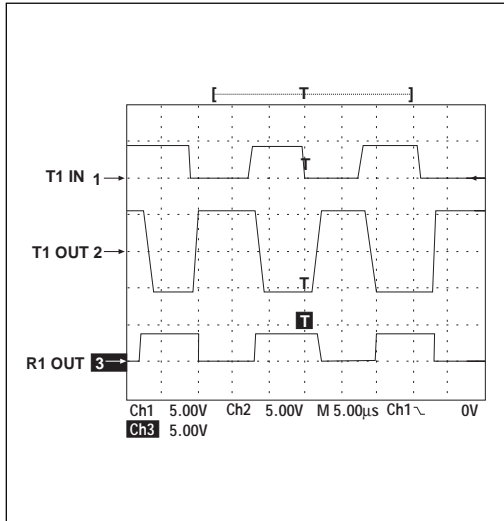 [ T ]
T
T1 IN 1
T1 OUT 2
T
T
R1 OUT 3
Ch1 5.00V Ch2 5.00V M 5.00µs Ch1 0V
Ch3 5.00V